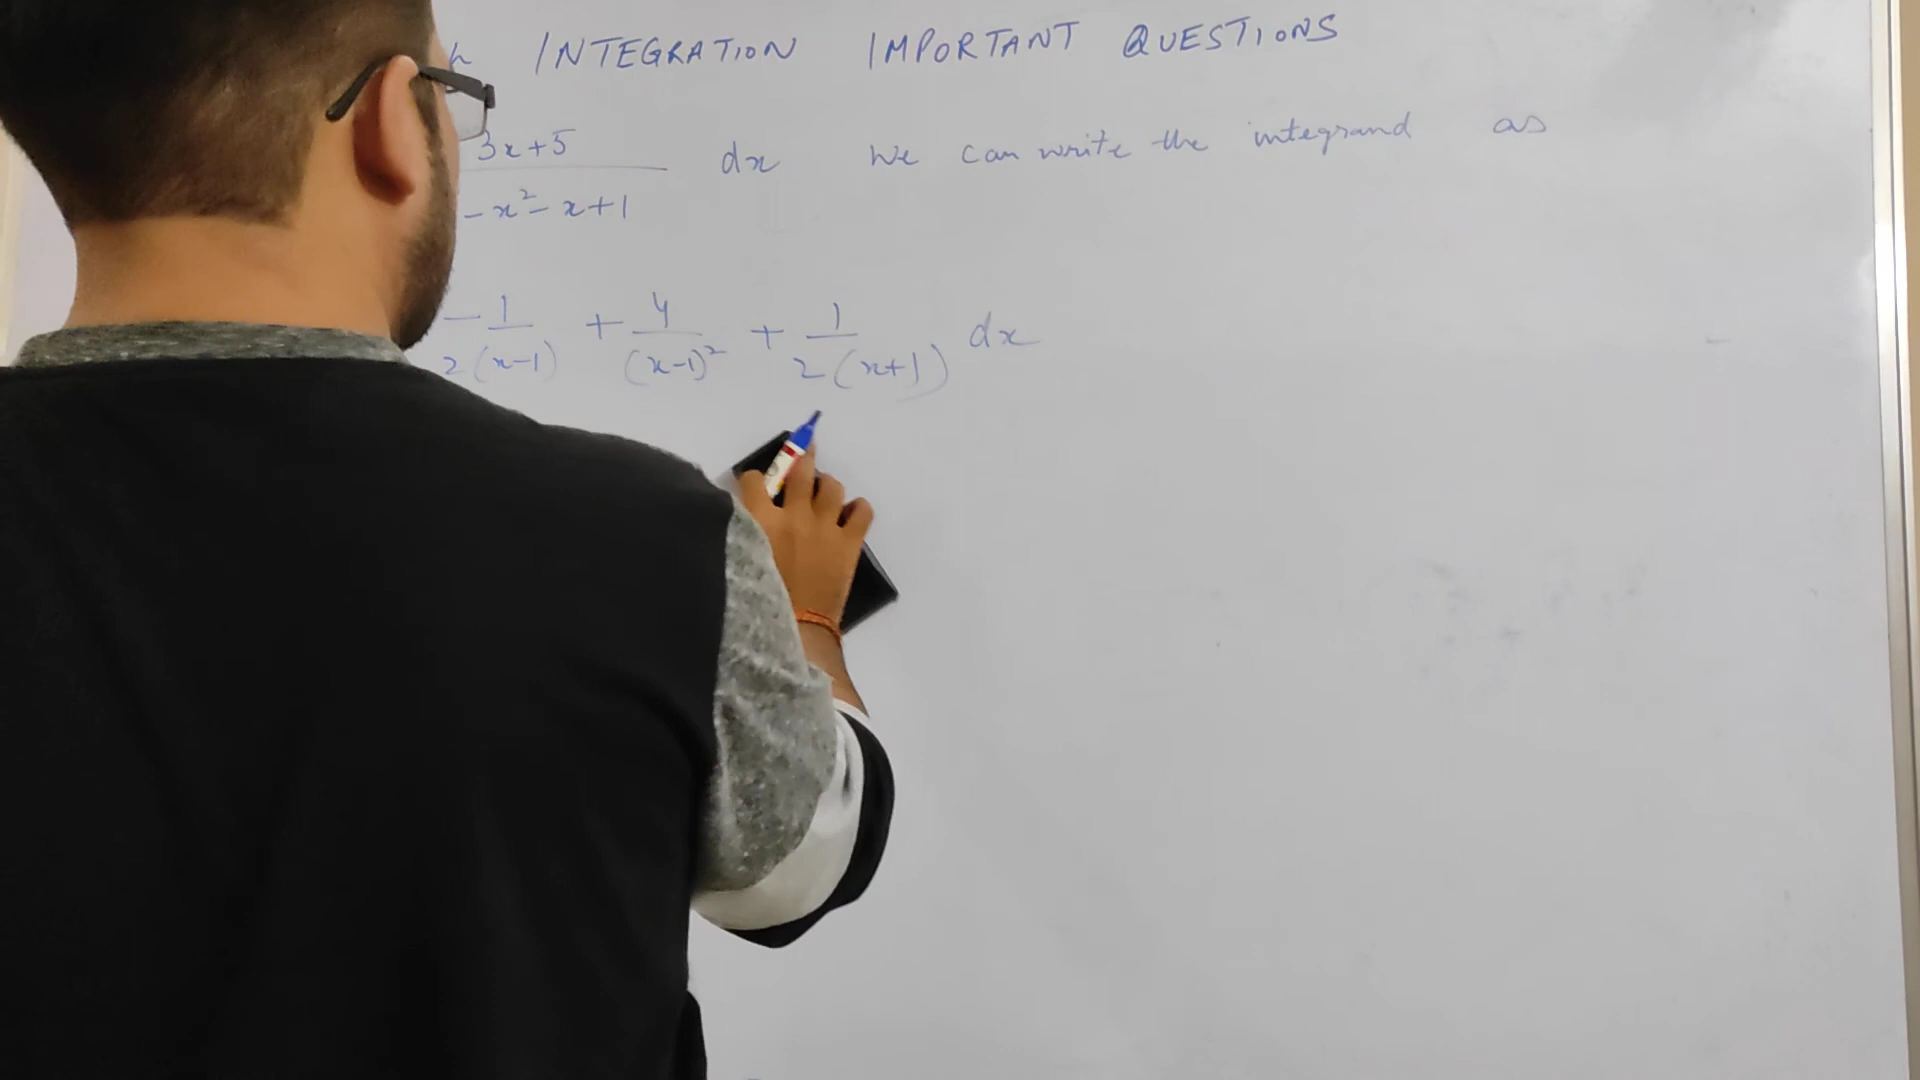 INTEGRATION IMPORTANT QUESTIONS
3x+5 dx We can write the integrand as
-x²-x+1
-1/2(x-1) + 4/(x-1)² + 1/2(x+1) dx